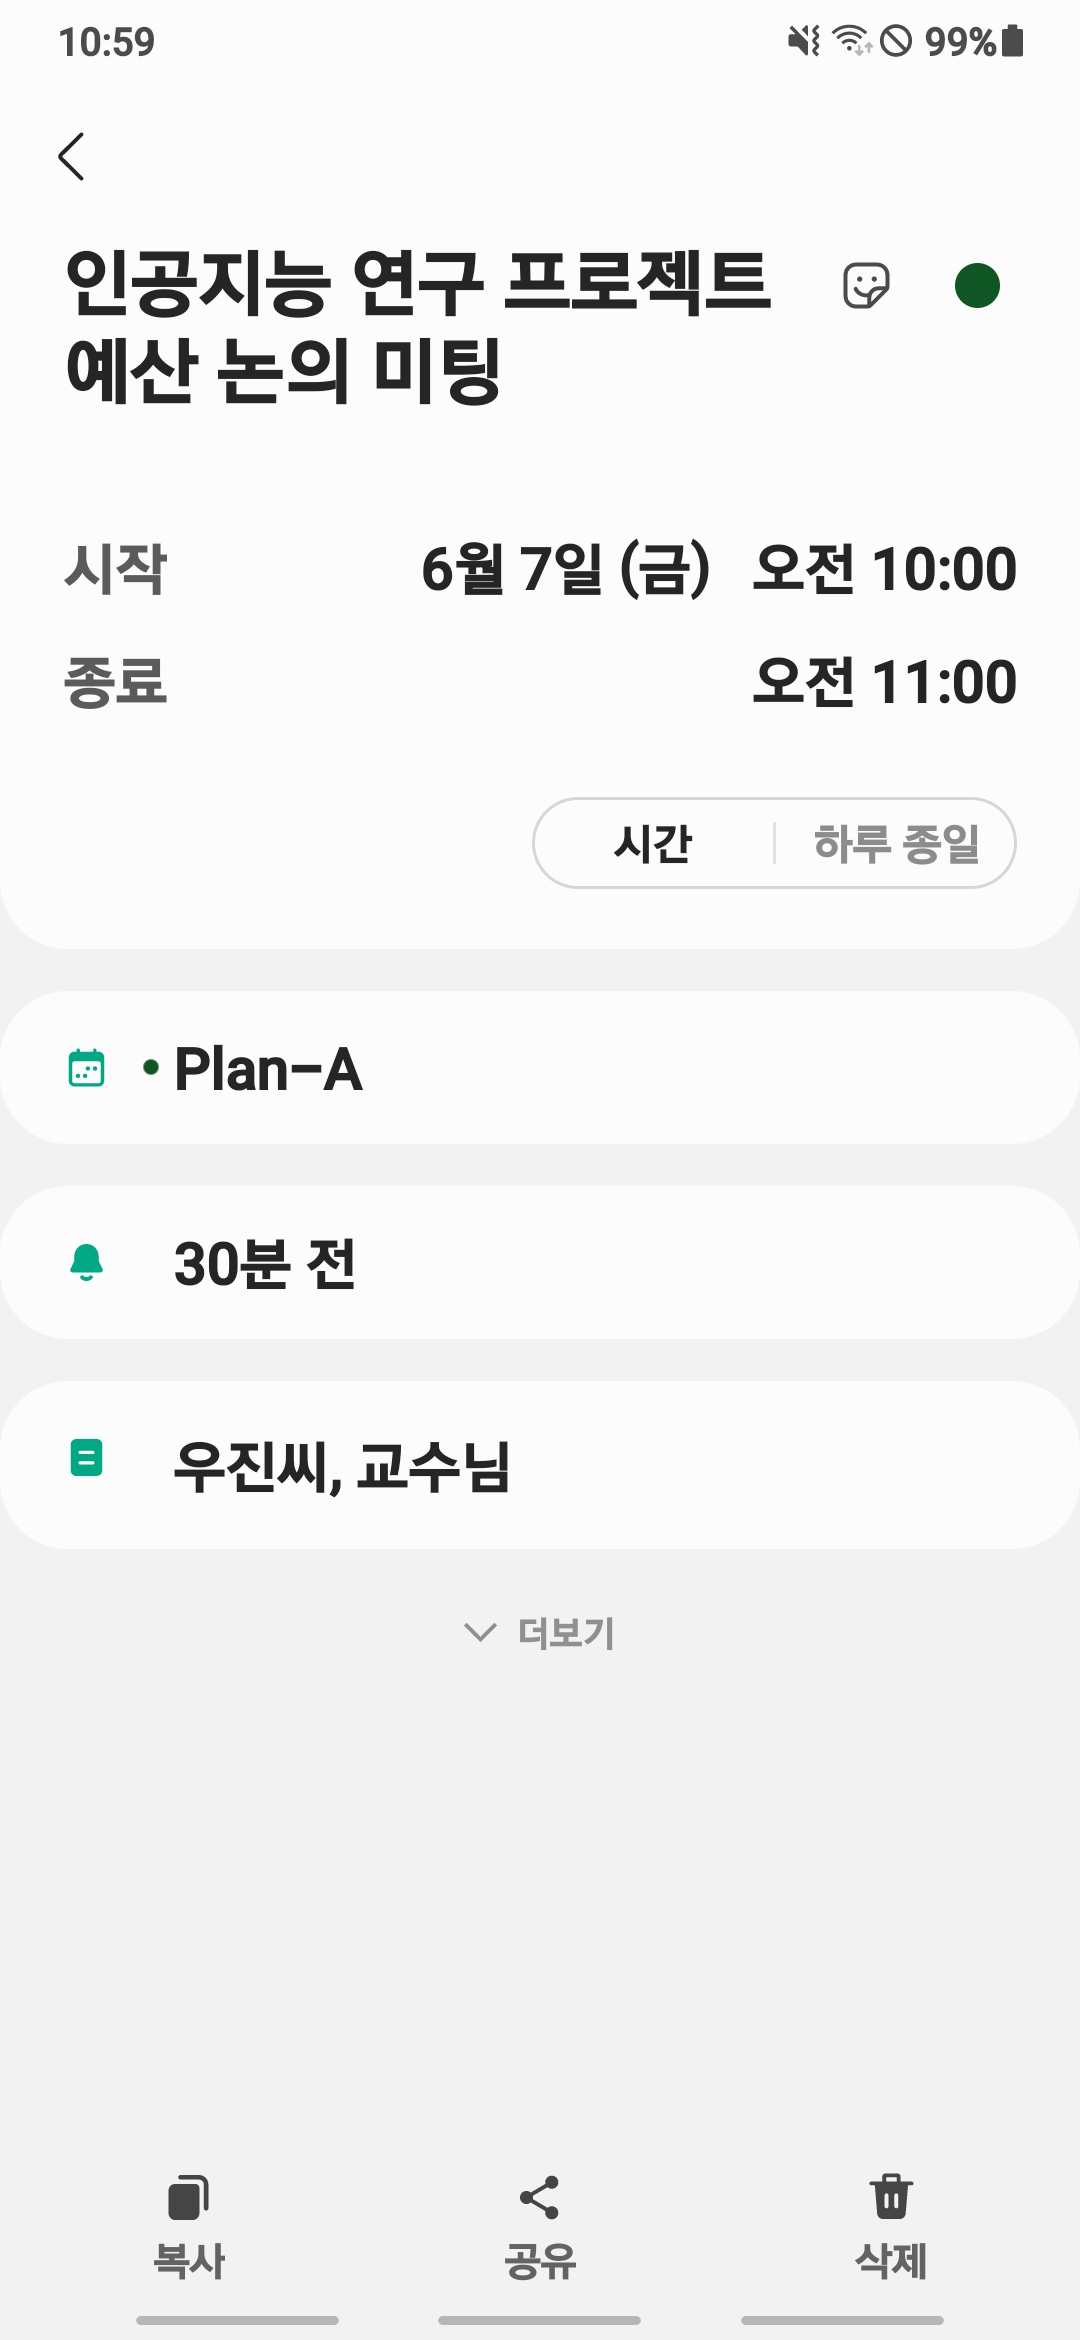 10:59 99%
인공지능 연구 프로젝트
예산 논의 미팅
시작 6월 7일 (금) 오전 10:00
종료 오전 11:00
시간 하루 종일
Plan-A
30분 전
우진씨, 교수님
더보기
복사 공유 삭제